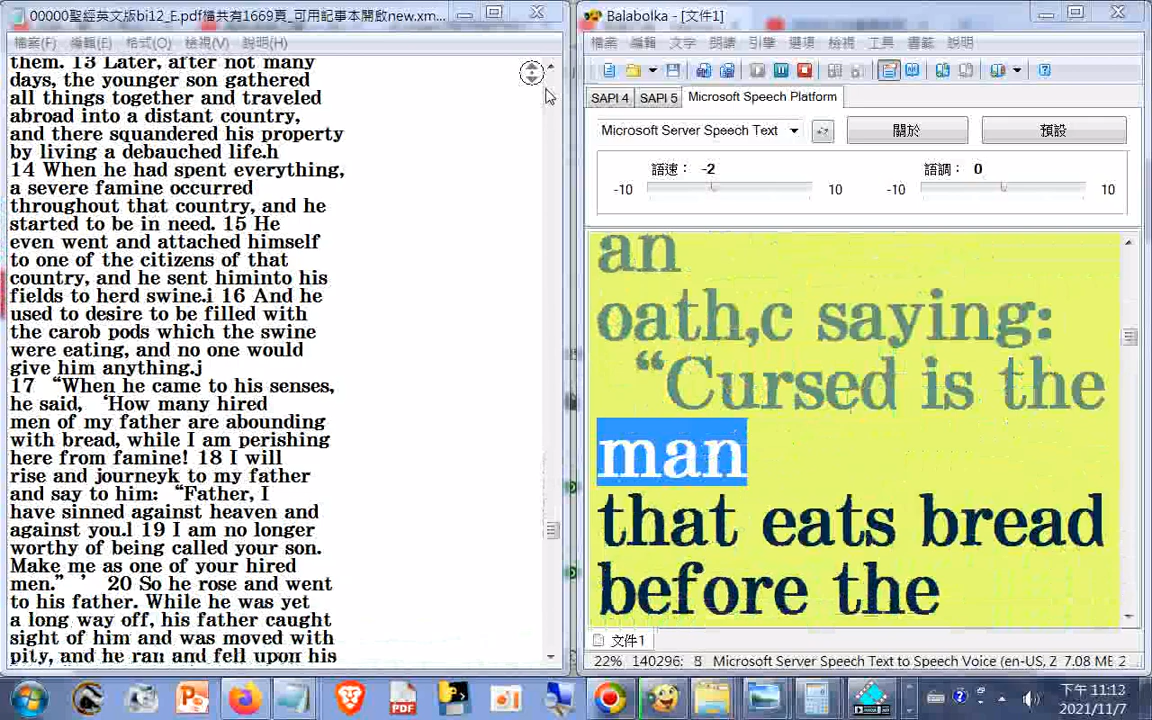 00000聖經英文版bi12_E.pdf檔共有1669頁_可用記事本開啟new.xm...
檔案(F) 編輯(E) 格式(O) 檢視(V) 說明(H)
them. 13 Later, after not many
days, the younger son gathered
all things together and traveled
abroad into a distant country,
and there squandered his property
by living a debauched life.h
14 When he had spent everything,
a severe famine occurred
throughout that country, and he
started to be in need. 15 He
even went and attached himself
to one of the citizens of that
country, and he sent himinto his
fields to herd swine.i 16 And he
used to desire to be filled with
the carob pods which the swine
were eating, and no one would
give him anything.j
17 “When he came to his senses,
he said, ‘How many hired
men of my father are abounding
with bread, while I am perishing
here from famine! 18 I will
rise and journeyk to my father
and say to him: “Father, I
have sinned against heaven and
against you.l 19 I am no longer
worthy of being called your son.
Make me as one of your hired
men.” ’ 20 So he rose and went
to his father. While he was yet
a long way off, his father caught
sight of him and was moved with
pity, and he ran and fell upon his
Balabolka - [文件1]
檔案 編輯 文字 朗讀 引擎 選項 檢視 工具 書籤 說明
SAPI 4 SAPI 5 Microsoft Speech Platform
Microsoft Server Speech Text 關於 預設
語速： -2 語調： 0
-10 10 -10 10
an
oath,c saying:
“Cursed is the
man
that eats bread
before the
文件1
22% 140296: 8 Microsoft Server Speech Text to Speech Voice (en-US, Z 7.08 MB 2
PDF
下午 11:13
2021/11/7